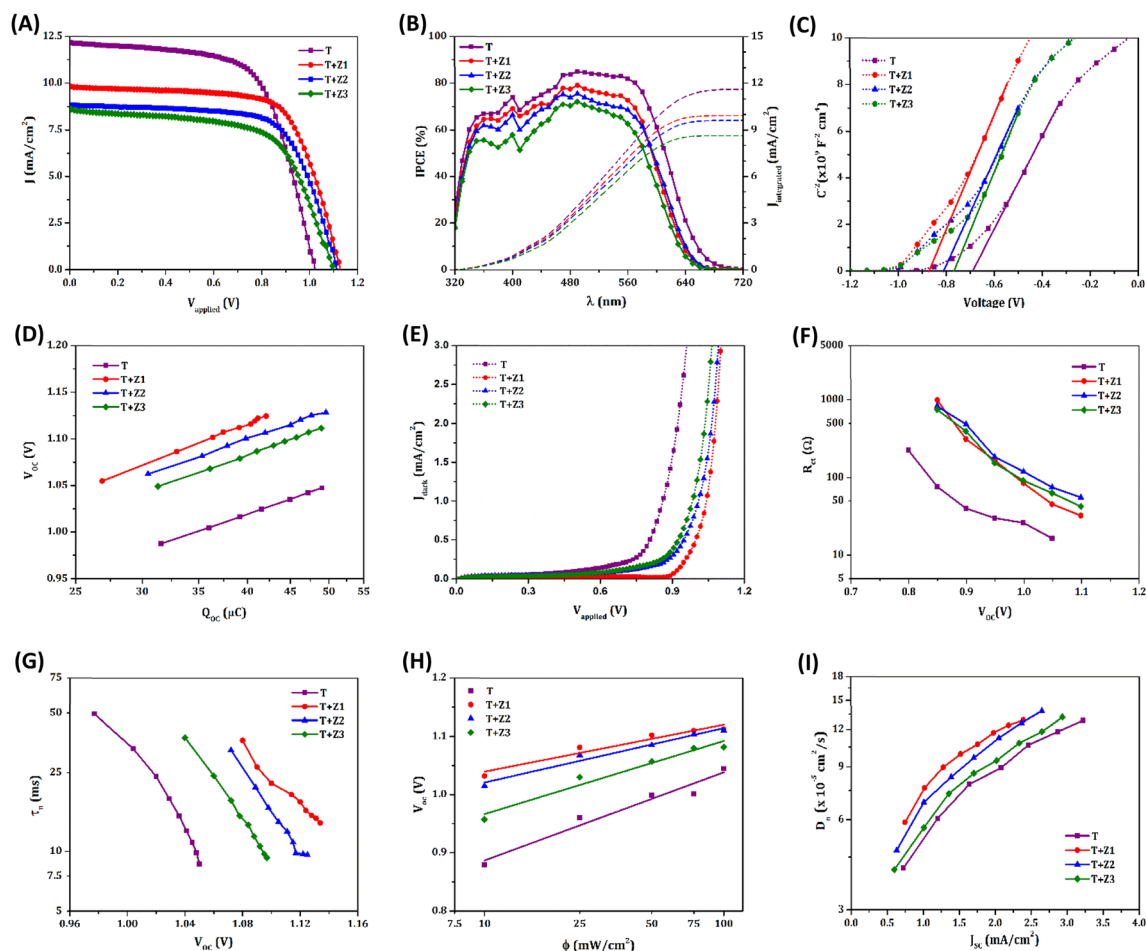 (A)
12.5
10.0
7.5
5.0
2.5
0.0
J (mA/cm²)
0.0 0.2 0.4 0.6 0.8 1.0 1.2
V_applied (V)
T
T+Z1
T+Z2
T+Z3
(B)
100
80
60
40
20
0
IPCE (%)
320 400 480 560 640 720
λ (nm)
15
12
9
6
3
0
J_integrated (mA/cm²)
T
T+Z1
T+Z2
T+Z3
(C)
10
8
6
4
2
0
C⁻² (x10⁹ F⁻² cm⁴)
-1.2 -1.0 -0.8 -0.6 -0.4 -0.2 0.0
Voltage (V)
T
T+Z1
T+Z2
T+Z3
(D)
1.20
1.15
1.10
1.05
1.00
0.95
V_OC (V)
25 30 35 40 45 50 55
Q_OC (µC)
T
T+Z1
T+Z2
T+Z3
(E)
3.0
2.5
2.0
1.5
1.0
0.5
0.0
J_dark (mA/cm²)
0.0 0.3 0.6 0.9 1.2
V_applied (V)
T
T+Z1
T+Z2
T+Z3
(F)
5000
1000
500
100
50
10
5
R_ct (Ω)
0.7 0.8 0.9 1.0 1.1 1.2
V_OC (V)
T
T+Z1
T+Z2
T+Z3
(G)
75
50
25
10
7.5
5
τ_n (ms)
0.96 1.00 1.04 1.08 1.12 1.16
V_OC (V)
T
T+Z1
T+Z2
T+Z3
(H)
1.2
1.1
1.0
0.9
0.8
V_oc (V)
7.5 10 25 50 75 100
ϕ (mW/cm²)
T
T+Z1
T+Z2
T+Z3
(I)
18
15
12
9
6
3
D_n (x 10⁻⁵ cm²/s)
0.0 0.5 1.0 1.5 2.0 2.5 3.0 3.5 4.0
J_SC (mA/cm²)
T
T+Z1
T+Z2
T+Z3